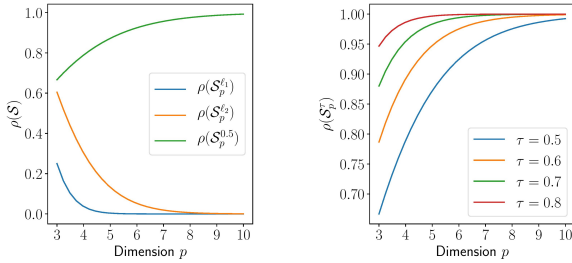 1.0
0.8
0.6
0.4
0.2
0.0
ρ(S)
ρ(S_p^{ℓ_1})
ρ(S_p^{ℓ_2})
ρ(S_p^{0.5})
3 4 5 6 7 8 9 10
Dimension p
1.00
0.95
0.90
0.85
0.80
0.75
0.70
ρ(S_p^τ)
τ = 0.5
τ = 0.6
τ = 0.7
τ = 0.8
3 4 5 6 7 8 9 10
Dimension p